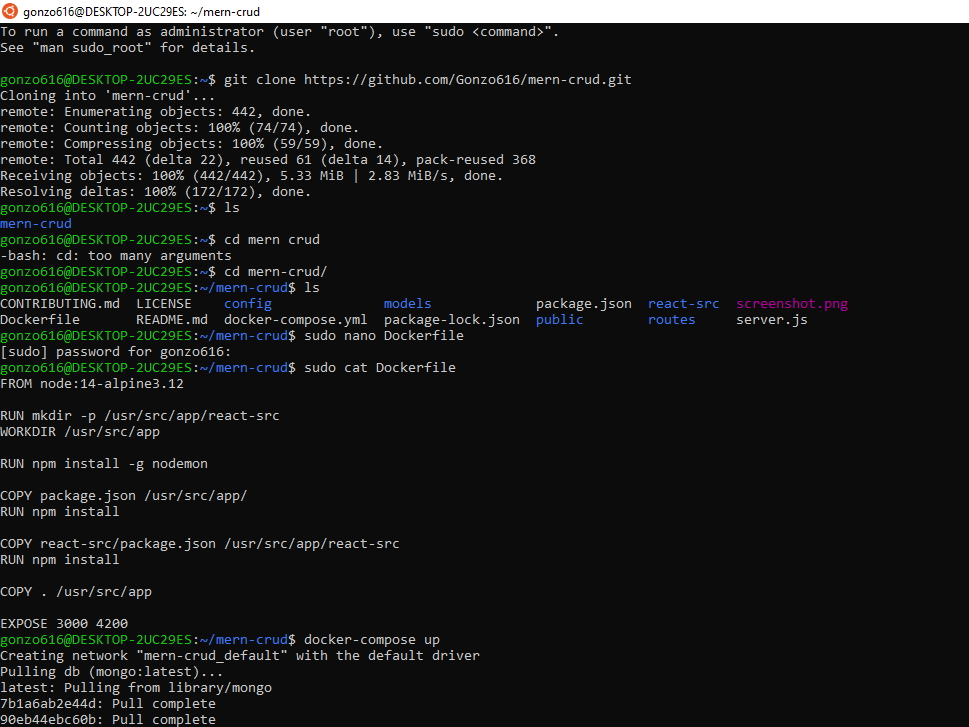 gonzo616@DESKTOP-2UC29ES: ~/mern-crud
To run a command as administrator (user "root"), use "sudo <command>".
See "man sudo_root" for details.
gonzo616@DESKTOP-2UC29ES:~$ git clone https://github.com/Gonzo616/mern-crud.git
Cloning into 'mern-crud'...
remote: Enumerating objects: 442, done.
remote: Counting objects: 100% (74/74), done.
remote: Compressing objects: 100% (59/59), done.
remote: Total 442 (delta 22), reused 61 (delta 14), pack-reused 368
Receiving objects: 100% (442/442), 5.33 MiB | 2.83 MiB/s, done.
Resolving deltas: 100% (172/172), done.
gonzo616@DESKTOP-2UC29ES:~$ ls
mern-crud
gonzo616@DESKTOP-2UC29ES:~$ cd mern crud
-bash: cd: too many arguments
gonzo616@DESKTOP-2UC29ES:~$ cd mern-crud/
gonzo616@DESKTOP-2UC29ES:~/mern-crud$ ls
CONTRIBUTING.md  LICENSE    config              models             package.json  react-src  screenshot.png
Dockerfile       README.md  docker-compose.yml  package-lock.json  public        routes     server.js
gonzo616@DESKTOP-2UC29ES:~/mern-crud$ sudo nano Dockerfile
[sudo] password for gonzo616:
gonzo616@DESKTOP-2UC29ES:~/mern-crud$ sudo cat Dockerfile
FROM node:14-alpine3.12
RUN mkdir -p /usr/src/app/react-src
WORKDIR /usr/src/app
RUN npm install -g nodemon
COPY package.json /usr/src/app/
RUN npm install
COPY react-src/package.json /usr/src/app/react-src
RUN npm install
COPY . /usr/src/app
EXPOSE 3000 4200
gonzo616@DESKTOP-2UC29ES:~/mern-crud$ docker-compose up
Creating network "mern-crud_default" with the default driver
Pulling db (mongo:latest)...
latest: Pulling from library/mongo
7b1a6ab2e44d: Pull complete
90eb44ebc60b: Pull complete